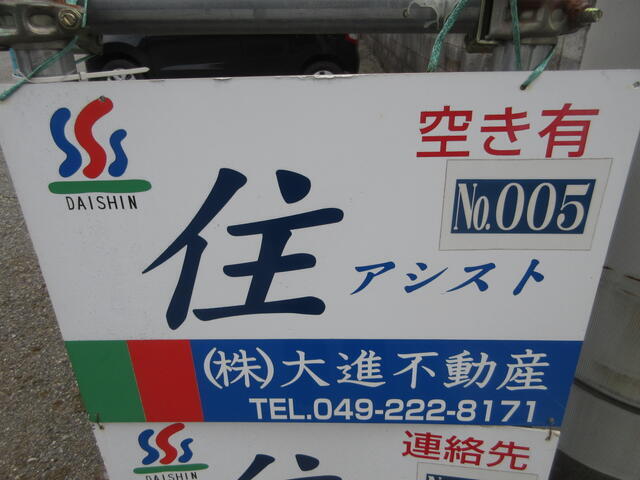 空き有
DAISHIN
No.005
住アシスト
(株)大進不動産
TEL.049-222-8171
連絡先
DAISHIN